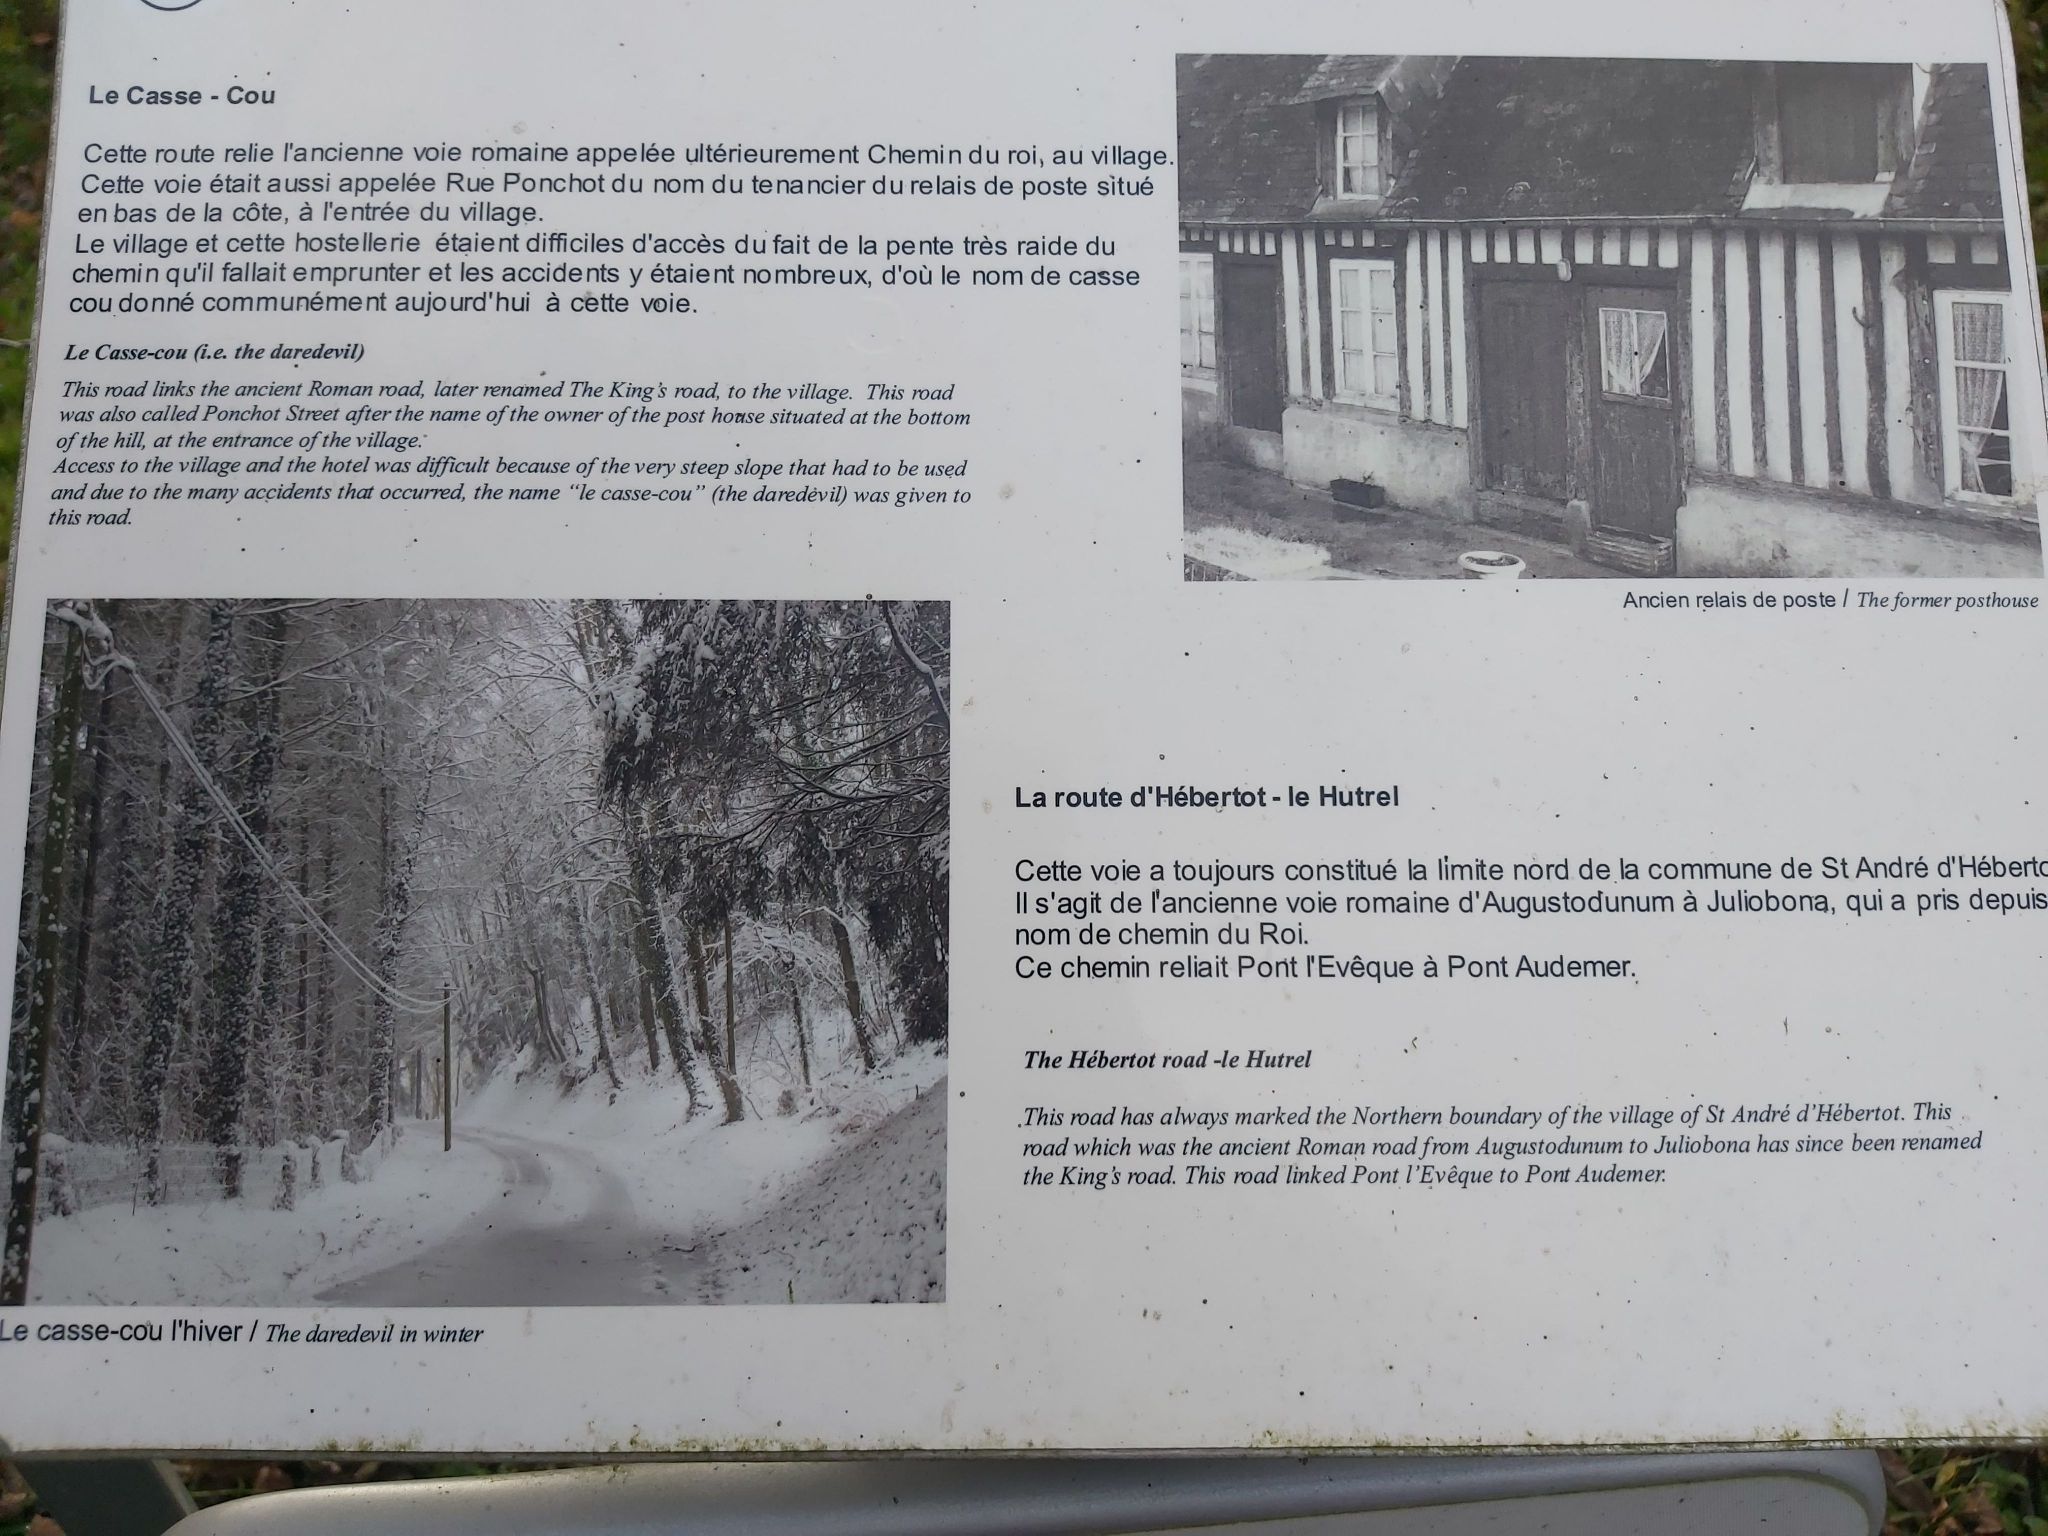 Le Casse - Cou
Cette route relie l'ancienne voie romaine appelée ultérieurement Chemin du roi, au village.
Cette voie était aussi appelée Rue Ponchot du nom du tenancier du relais de poste situé
en bas de la côte, à l'entrée du village.
Le village et cette hostellerie étaient difficiles d'accès du fait de la pente très raide du
chemin qu'il fallait emprunter et les accidents y étaient nombreux, d'où le nom de casse
cou donné communément aujourd'hui à cette voie.
Le Casse-cou (i.e. the daredevil)
This road links the ancient Roman road, later renamed The King's road, to the village. This road
was also called Ponchot Street after the name of the owner of the post house situated at the bottom
of the hill, at the entrance of the village.
Access to the village and the hotel was difficult because of the very steep slope that had to be used
and due to the many accidents that occurred, the name “le casse-cou” (the daredevil) was given to
this road.
Ancien relais de poste / The former posthouse
Le casse-cou l'hiver / The daredevil in winter
La route d'Hébertot - le Hutrel
Cette voie a toujours constitué la limite nord de la commune de St André d'Héberto
Il s'agit de l'ancienne voie romaine d'Augustodunum à Juliobona, qui a pris depuis
nom de chemin du Roi.
Ce chemin reliait Pont l'Evêque à Pont Audemer.
The Hébertot road -le Hutrel
This road has always marked the Northern boundary of the village of St André d’Hébertot. This
road which was the ancient Roman road from Augustodunum to Juliobona has since been renamed
the King’s road. This road linked Pont l’Evêque to Pont Audemer.